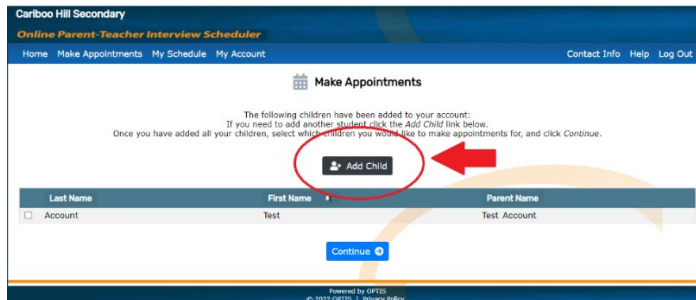 Cariboo Hill Secondary
Online Parent-Teacher Interview Scheduler
Home Make Appointments My Schedule My Account Contact Info Help Log Out
Make Appointments
The following children have been added to your account:
If you need to add another student click the Add Child link below.
Once you have added all your children, select which children you would like to make appointments for, and click Continue.
Add Child
Last Name First Name Parent Name
Account Test Test Account
Continue
Powered by OPTIS
© 2022 OPTIS | Privacy Policy